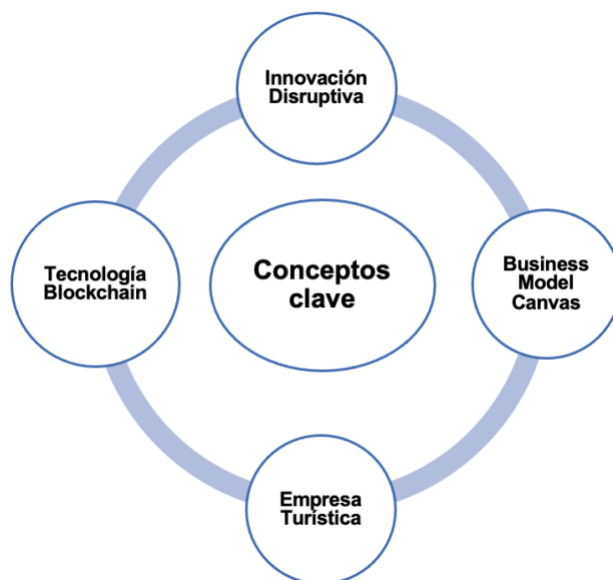 Innovación
Disruptiva
Tecnología
Blockchain
Conceptos
clave
Business
Model
Canvas
Empresa
Turística